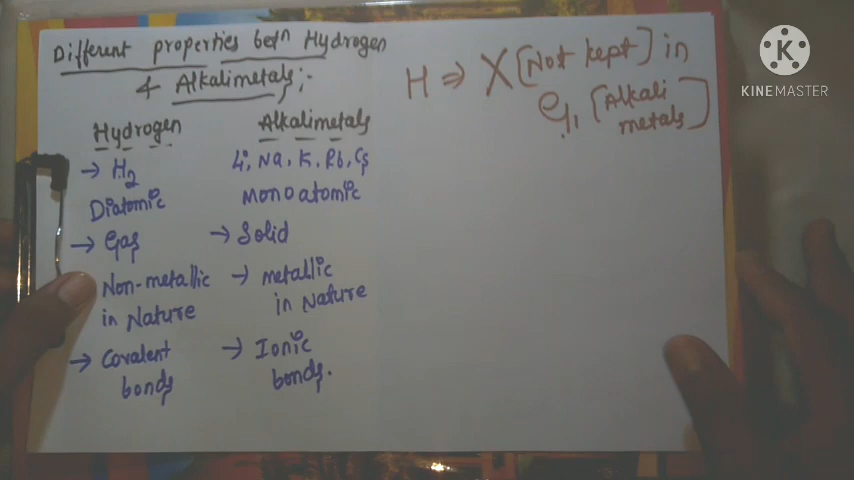 Different properties betn Hydrogen
& Alkalimetals:-
Hydrogen Alkalimetals
→ H2 Li, Na, K, Rb, Cs
Diatomic Monoatomic
→ Gas → Solid
Non-metallic → metallic
in Nature in Nature
→ Covalent → Ionic
bonds bonds.
H ⇒ X [Not kept] in
G1, [Alkali
metals]
K
KINEMASTER